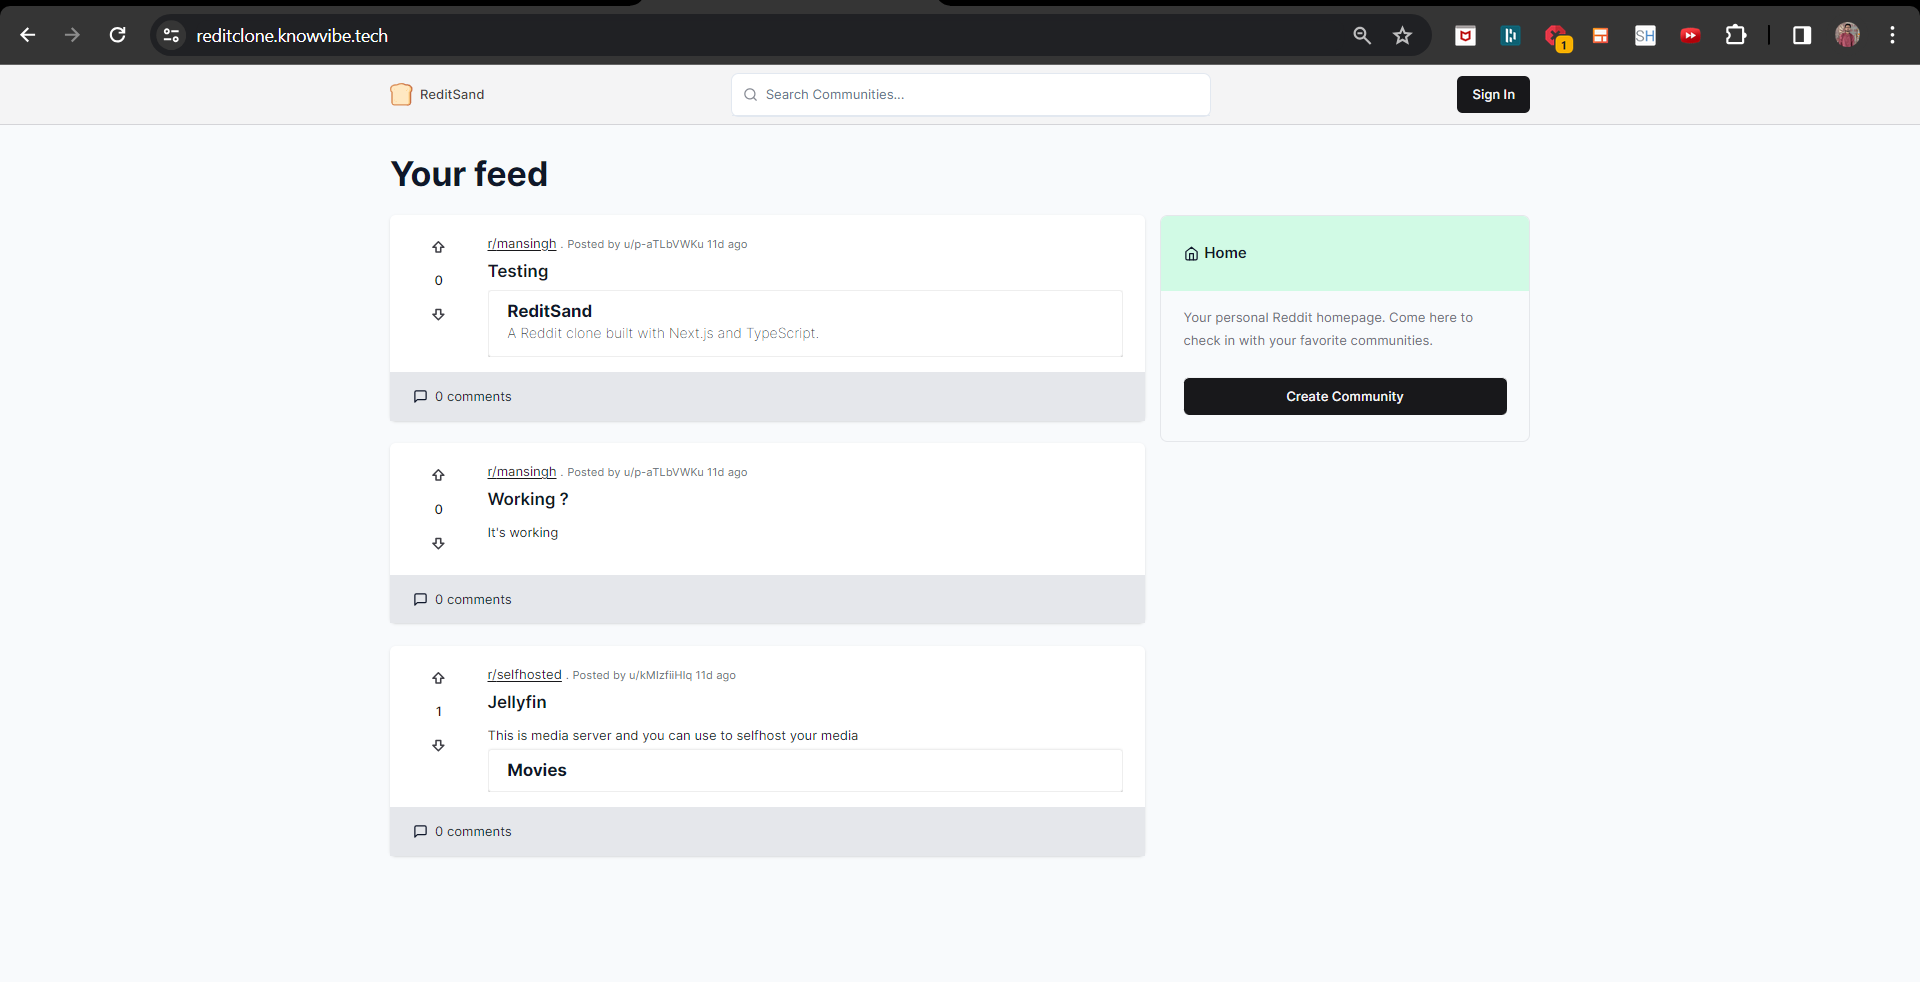 reditclone.knowvibe.tech
1
SH
ReditSand
Search Communities...
Sign In
Your feed
r/mansingh . Posted by u/p-aTLbVWKu 11d ago
0
Testing
ReditSand
A Reddit clone built with Next.js and TypeScript.
0 comments
Home
Your personal Reddit homepage. Come here to
check in with your favorite communities.
Create Community
r/mansingh . Posted by u/p-aTLbVWKu 11d ago
0
Working ?
It's working
0 comments
r/selfhosted . Posted by u/kMIzfiiHIq 11d ago
1
Jellyfin
This is media server and you can use to selfhost your media
Movies
0 comments